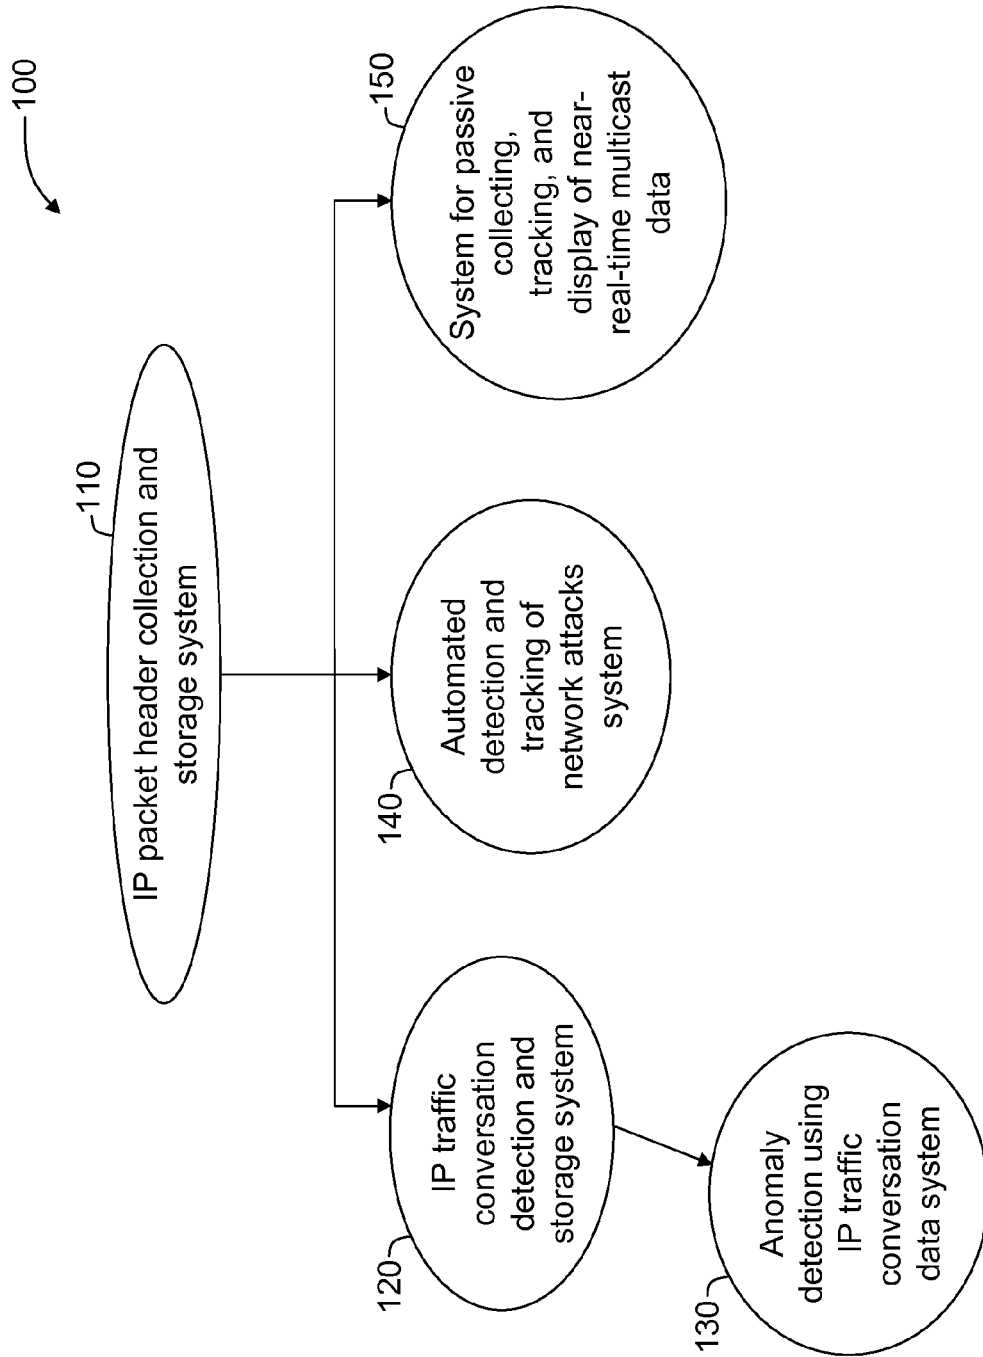 100
110
IP packet header collection and
storage system
120
IP traffic
conversation
detection and
storage system
140
Automated
detection and
tracking of
network attacks
system
150
System for passive
collecting,
tracking, and
display of near-
real-time multicast
data
130
Anomaly
detection using
IP traffic
conversation
data system